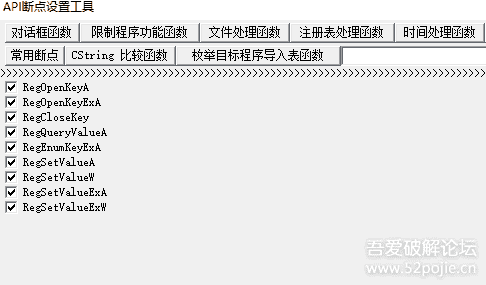 API断点设置工具
对话框函数 限制程序功能函数 文件处理函数 注册表处理函数 时间处理函数
常用断点 CString 比较函数 枚举目标程序导入表函数
RegOpenKeyA
RegOpenKeyExA
RegCloseKey
RegQueryValueA
RegEnumKeyExA
RegSetValueA
RegSetValueW
RegSetValueExA
RegSetValueExW
吾爱破解论坛
www.52pojie.cn